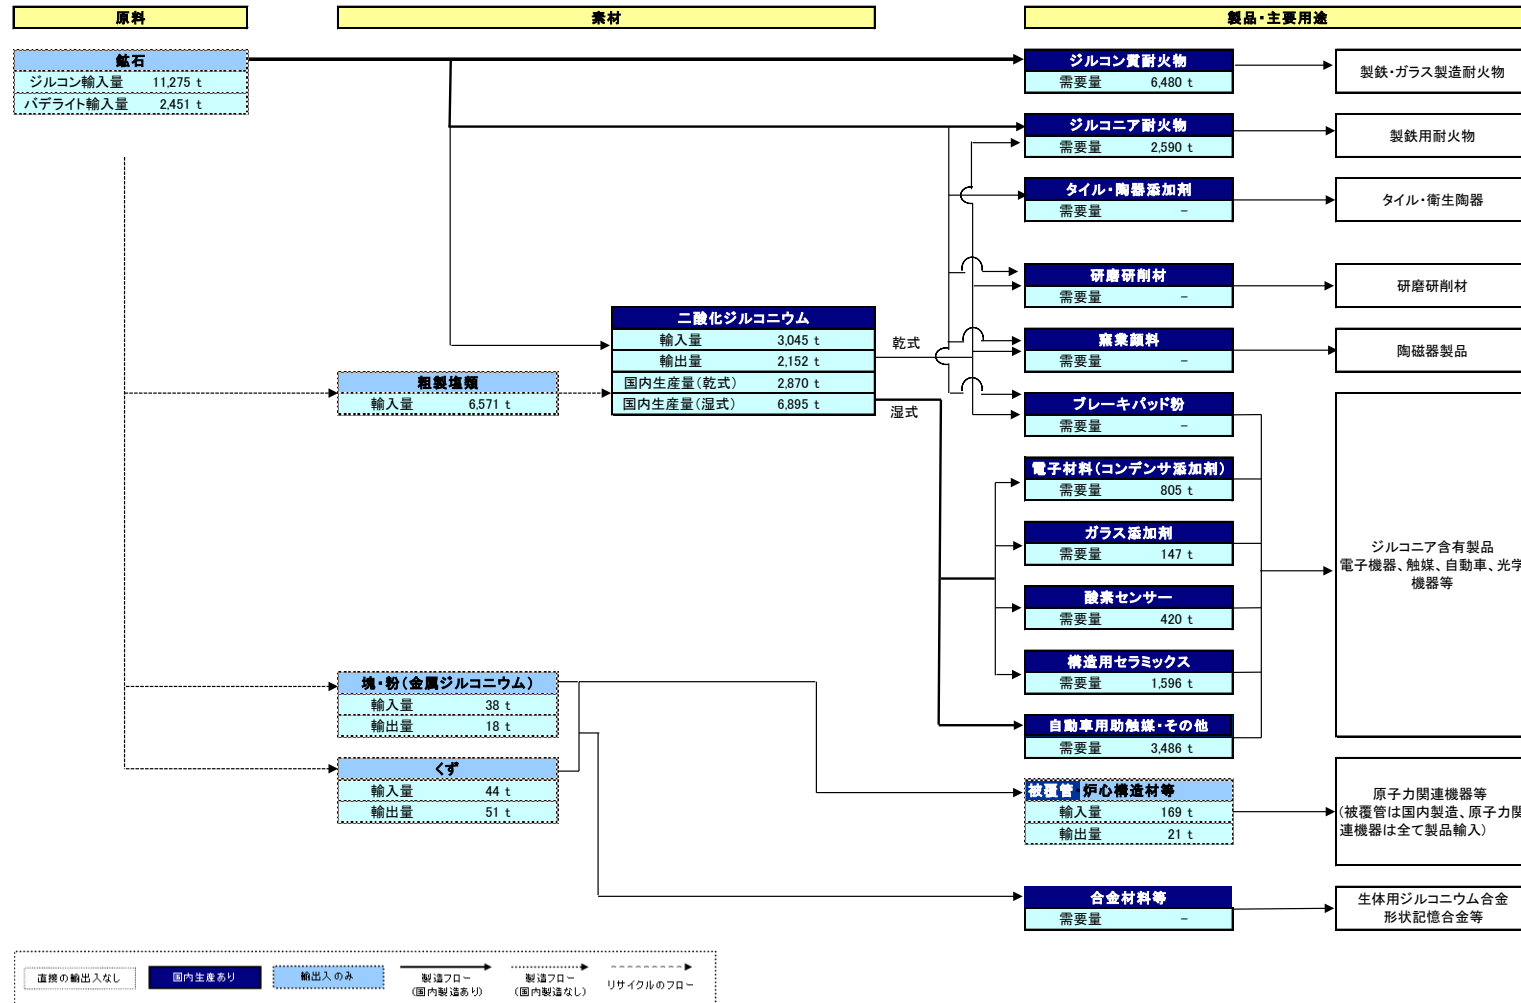 原料
素材
製品・主要用途
鉱石
ジルコン輸入量 11,275 t
バデライト輸入量 2,451 t
粗製塩類
輸入量 6,571 t
塊・粉(金属ジルコニウム)
輸入量 38 t
輸出量 18 t
くず
輸入量 44 t
輸出量 51 t
二酸化ジルコニウム
輸入量 3,045 t
輸出量 2,152 t
国内生産量(乾式) 2,870 t
国内生産量(湿式) 6,895 t
乾式
湿式
ジルコン質耐火物
需要量 6,480 t
ジルコニア耐火物
需要量 2,590 t
タイル・陶器添加剤
需要量 -
研磨研削材
需要量 -
窯業顔料
需要量 -
ブレーキパッド粉
需要量 -
電子材料(コンデンサ添加剤)
需要量 805 t
ガラス添加剤
需要量 147 t
酸素センサー
需要量 420 t
構造用セラミックス
需要量 1,596 t
自動車用助触媒・その他
需要量 3,486 t
被覆管・炉心構造材等
輸入量 169 t
輸出量 21 t
合金材料等
需要量 -
製鉄・ガラス製造耐火物
製鉄用耐火物
タイル・衛生陶器
研磨研削材
陶磁器製品
ジルコニア含有製品
電子機器、触媒、自動車、光学
機器等
原子力関連機器等
(被覆管は国内製造、原子力関
連機器は全て製品輸入)
生体用ジルコニウム合金
形状記憶合金等
直接の輸出入なし
国内生産あり
輸出入のみ
製造フロー
(国内製造あり)
製造フロー
(国内製造なし)
リサイクルのフロー